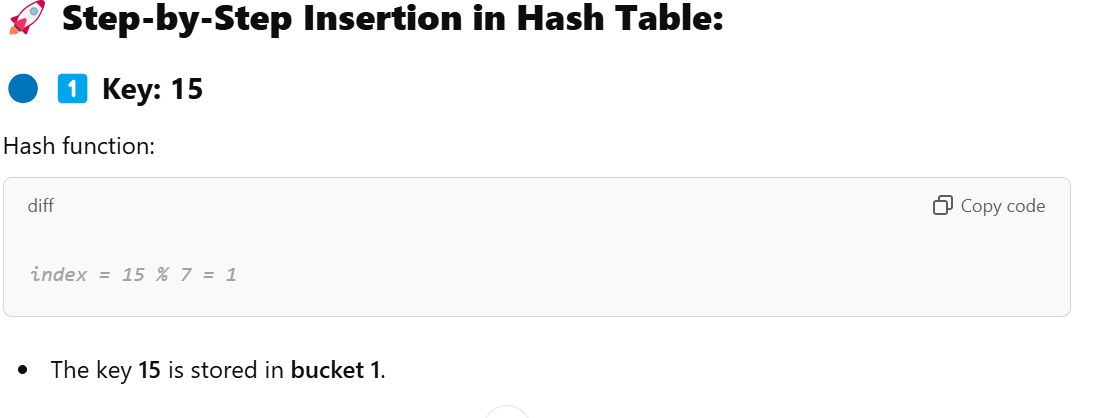 🚀 Step-by-Step Insertion in Hash Table:
🔵 1️⃣ Key: 15
Hash function:
diff Copy code
index = 15 % 7 = 1
• The key 15 is stored in bucket 1.